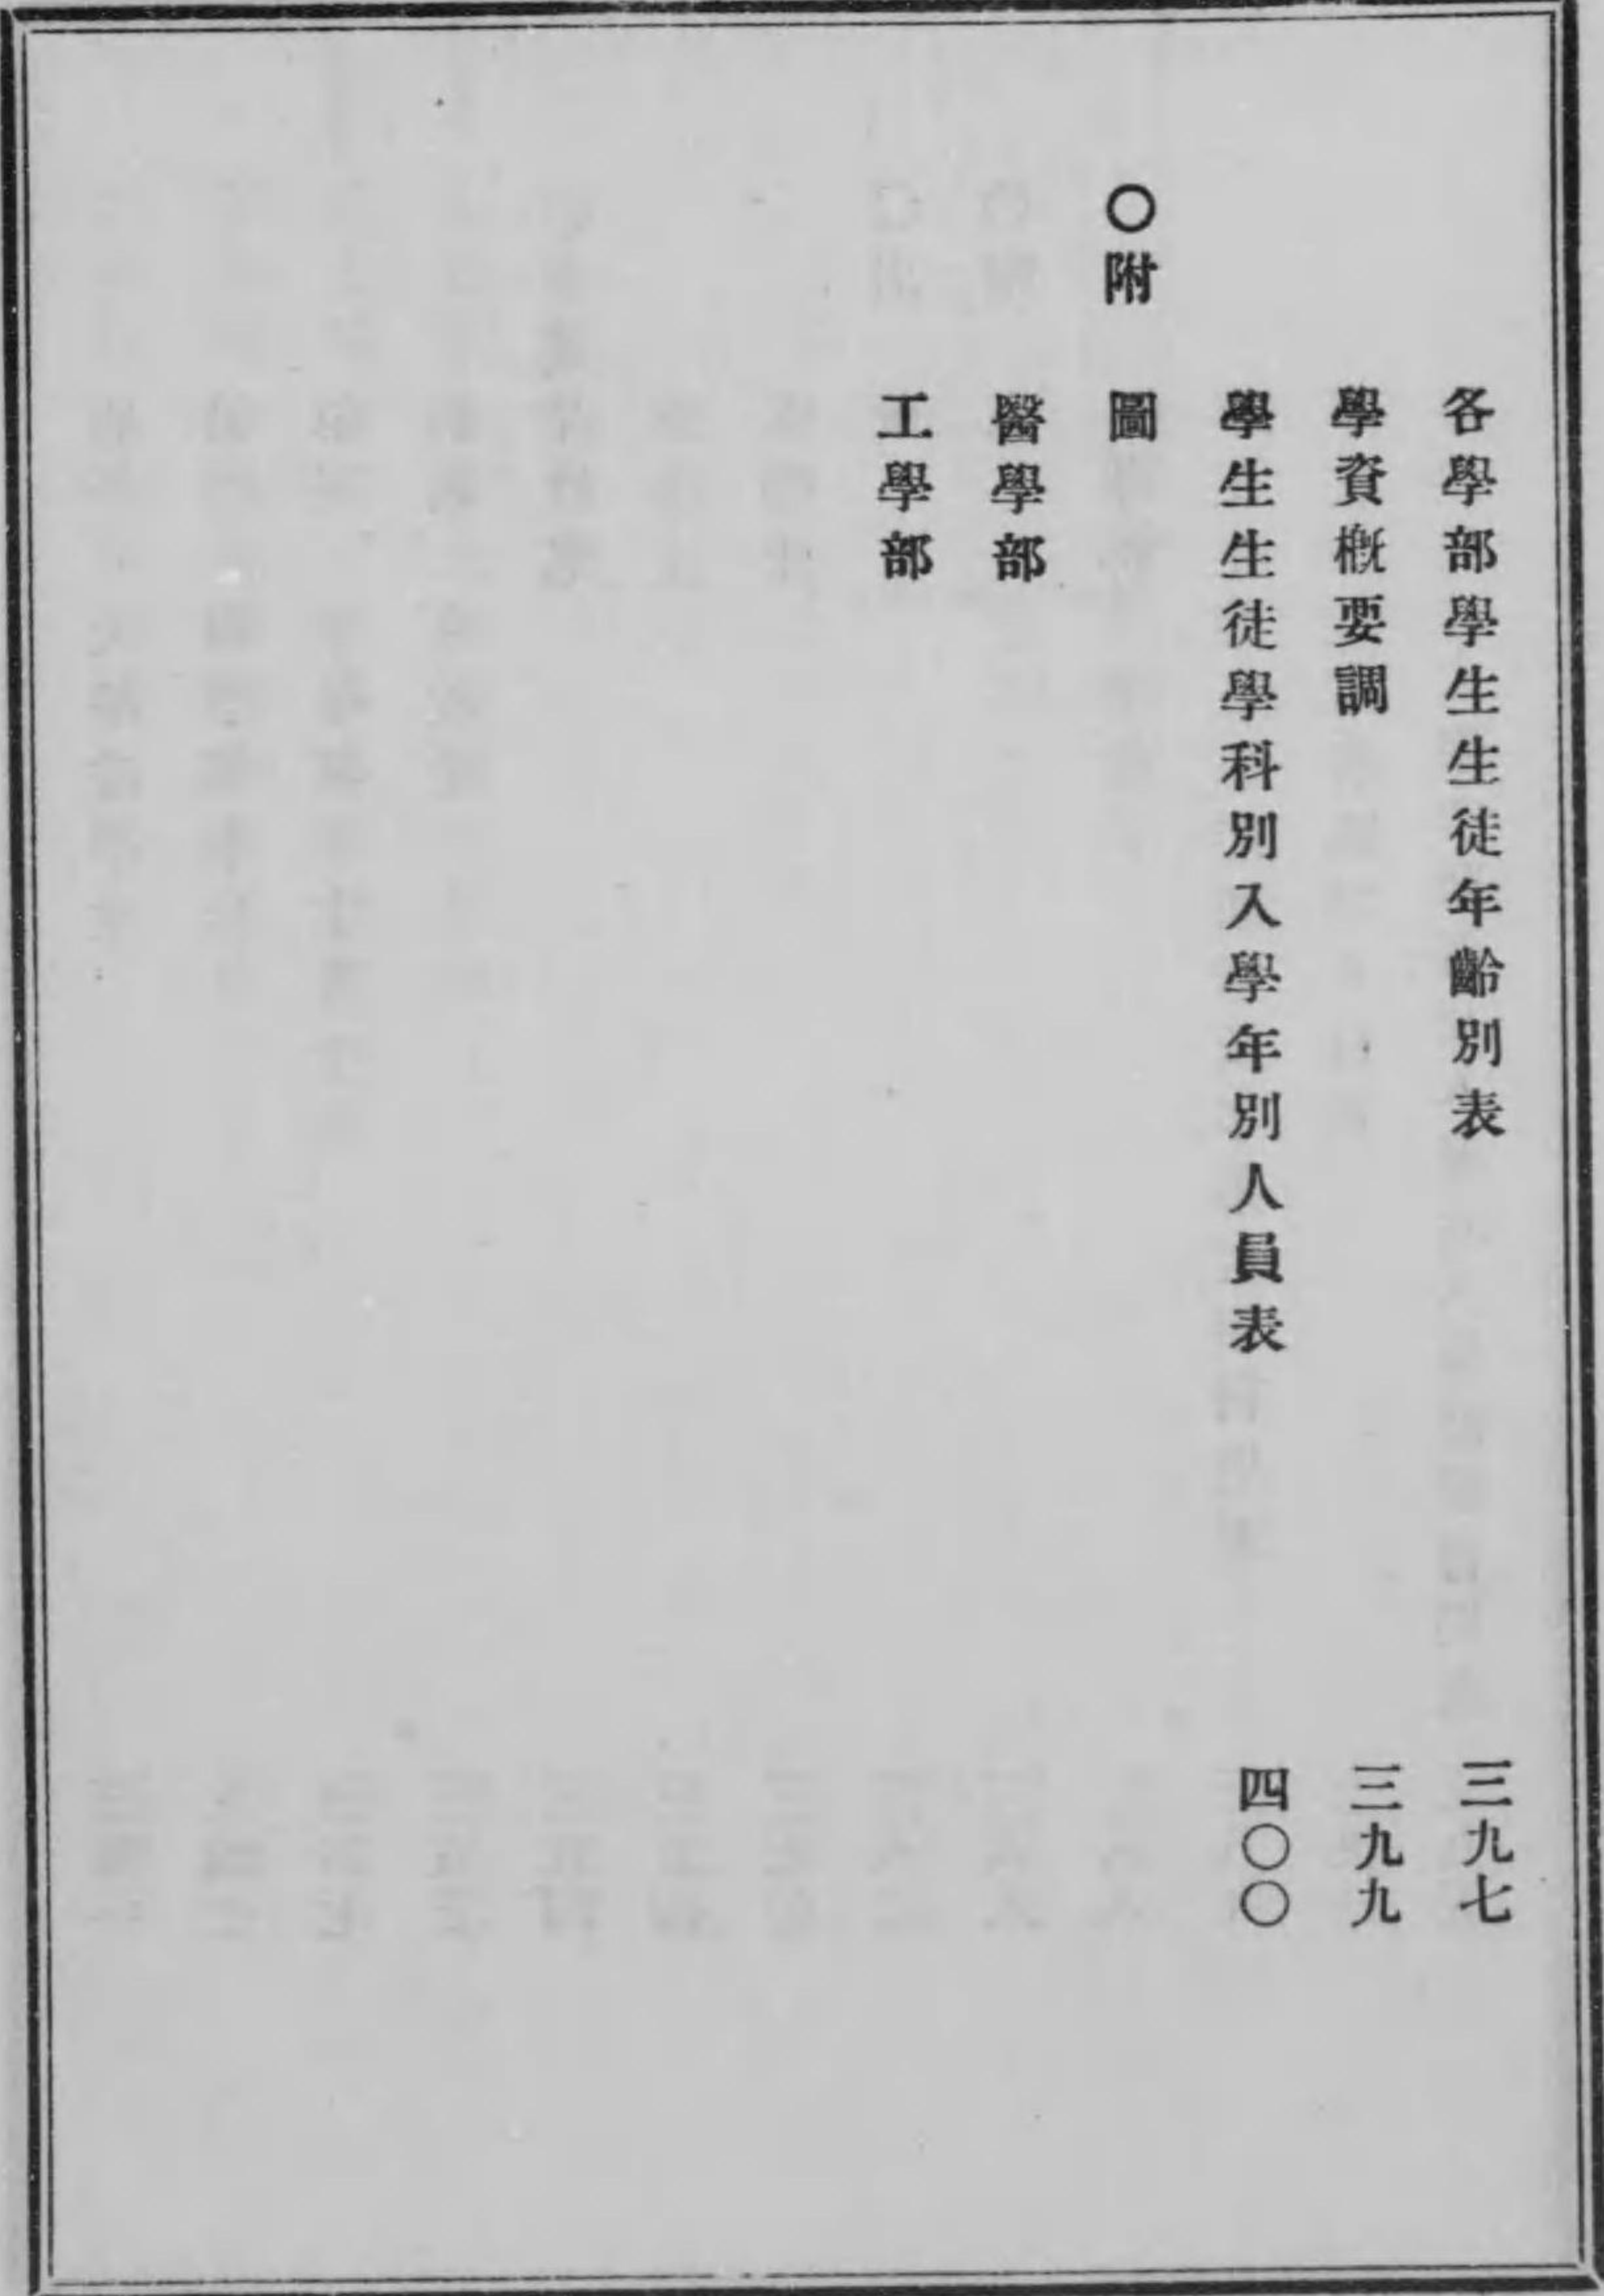 各學部學生生徒年齡別表 三九七
學資概要調 三九九
學生生徒學科別入學年別人員表 四〇〇
〇附圖
醫學部
工學部